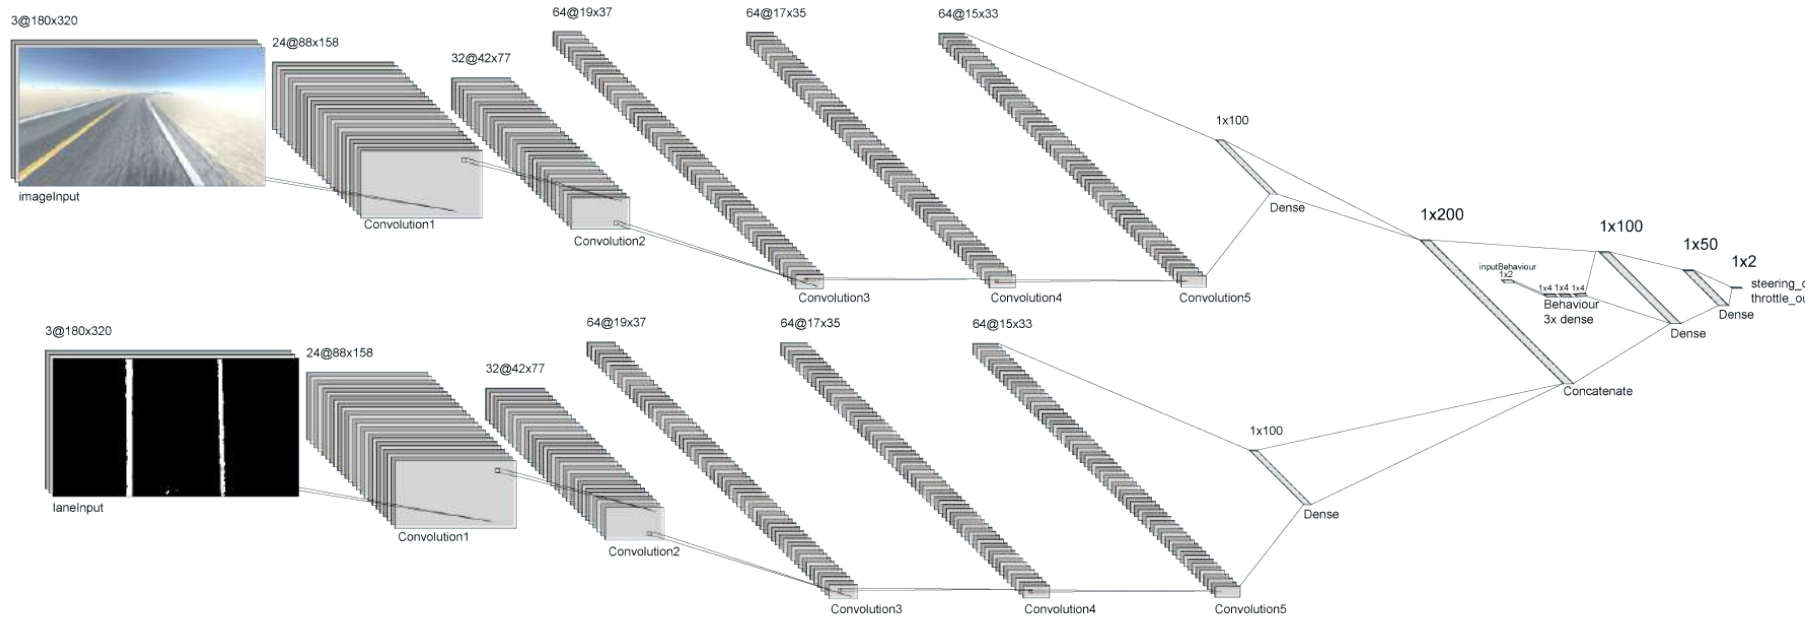 3@180x320
24@88x158
32@42x77
64@19x37
64@17x35
64@15x33
imageInput
Convolution1
Convolution2
Convolution3
Convolution4
Convolution5
1x100
Dense
3@180x320
24@88x158
32@42x77
64@19x37
64@17x35
64@15x33
laneInput
Convolution1
Convolution2
Convolution3
Convolution4
Convolution5
1x100
Dense
1x200
Concatenate
inputBehaviour
1x2
1x4 1x4 1x4
Behaviour
3x dense
1x100
Dense
1x50
Dense
1x2
steering_o
throttle_ou